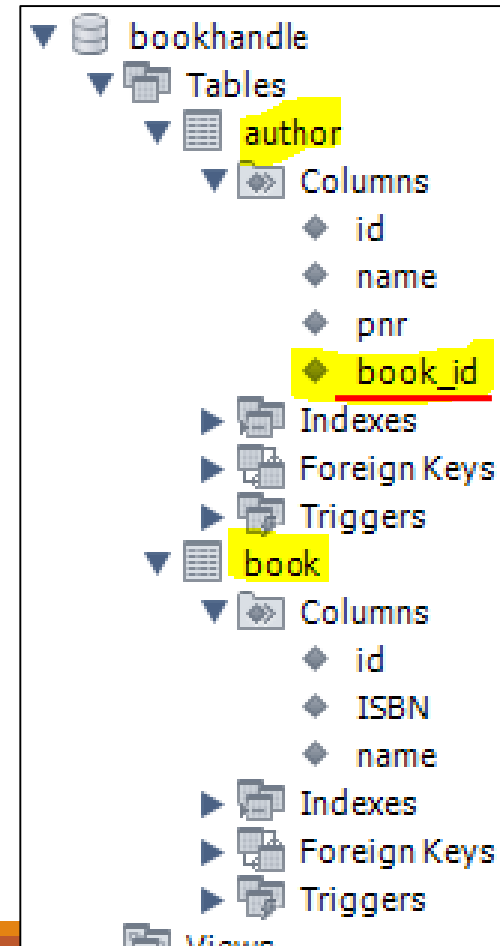 bookhandle
Tables
author
Columns
id
name
pnr
book_id
Indexes
Foreign Keys
Triggers
book
Columns
id
ISBN
name
Indexes
Foreign Keys
Triggers
Views